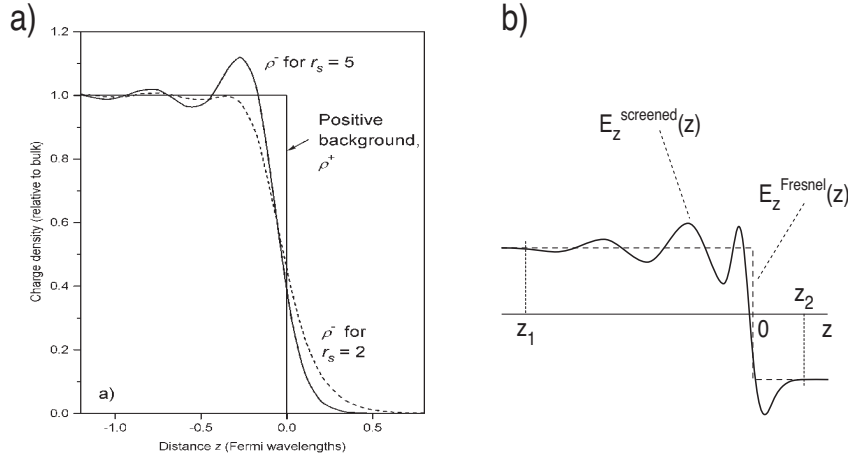 a)
1.2
1.0
0.8
0.6
0.4
0.2
0.0
Charge density (relative to bulk)
-1.0
-0.5
0.0
0.5
Distance z (Fermi wavelengths)
ρ⁻ for rₛ = 5
Positive
background,
ρ⁺
ρ⁻ for
rₛ = 2
a)
b)
E_z^screened(z)
E_z^Fresnel(z)
z₁
0
z₂
z